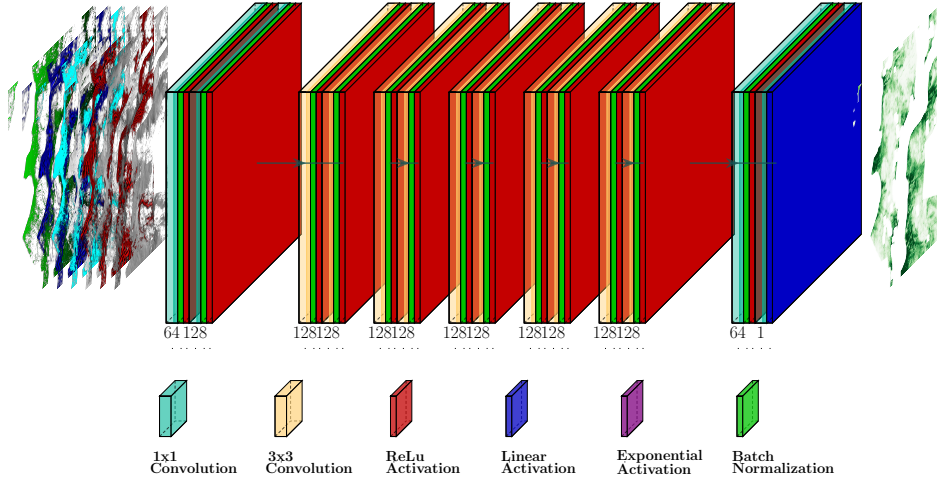 64 128 128128 128128 128128 128128 128128 64 1
1x1 3x3 ReLu Linear Exponential Batch
Convolution Convolution Activation Activation Activation Normalization